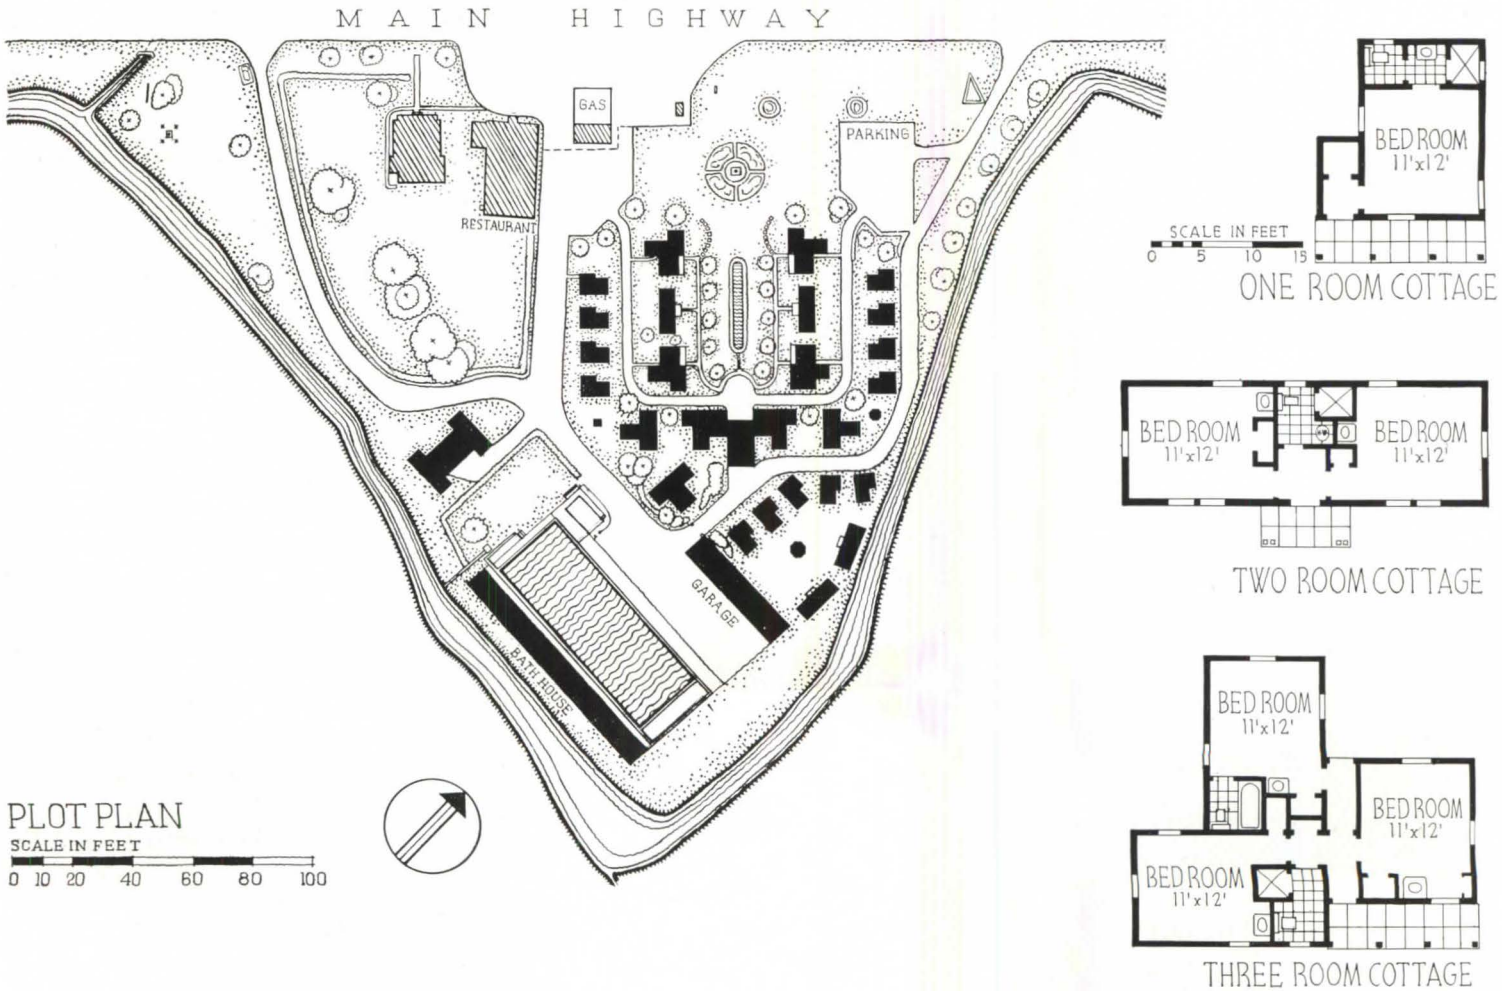 MAIN HIGHWAY
GAS
PARKING
RESTAURANT
GARAGE
BATH HOUSE
PLOT PLAN
SCALE IN FEET
0 10 20 40 60 80 100
BED ROOM
11'x12'
SCALE IN FEET
0 5 10 15
ONE ROOM COTTAGE
BED ROOM
11'x12'
BED ROOM
11'x12'
TWO ROOM COTTAGE
BED ROOM
11'x12'
BED ROOM
11'x12'
BED ROOM
11'x12'
THREE ROOM COTTAGE